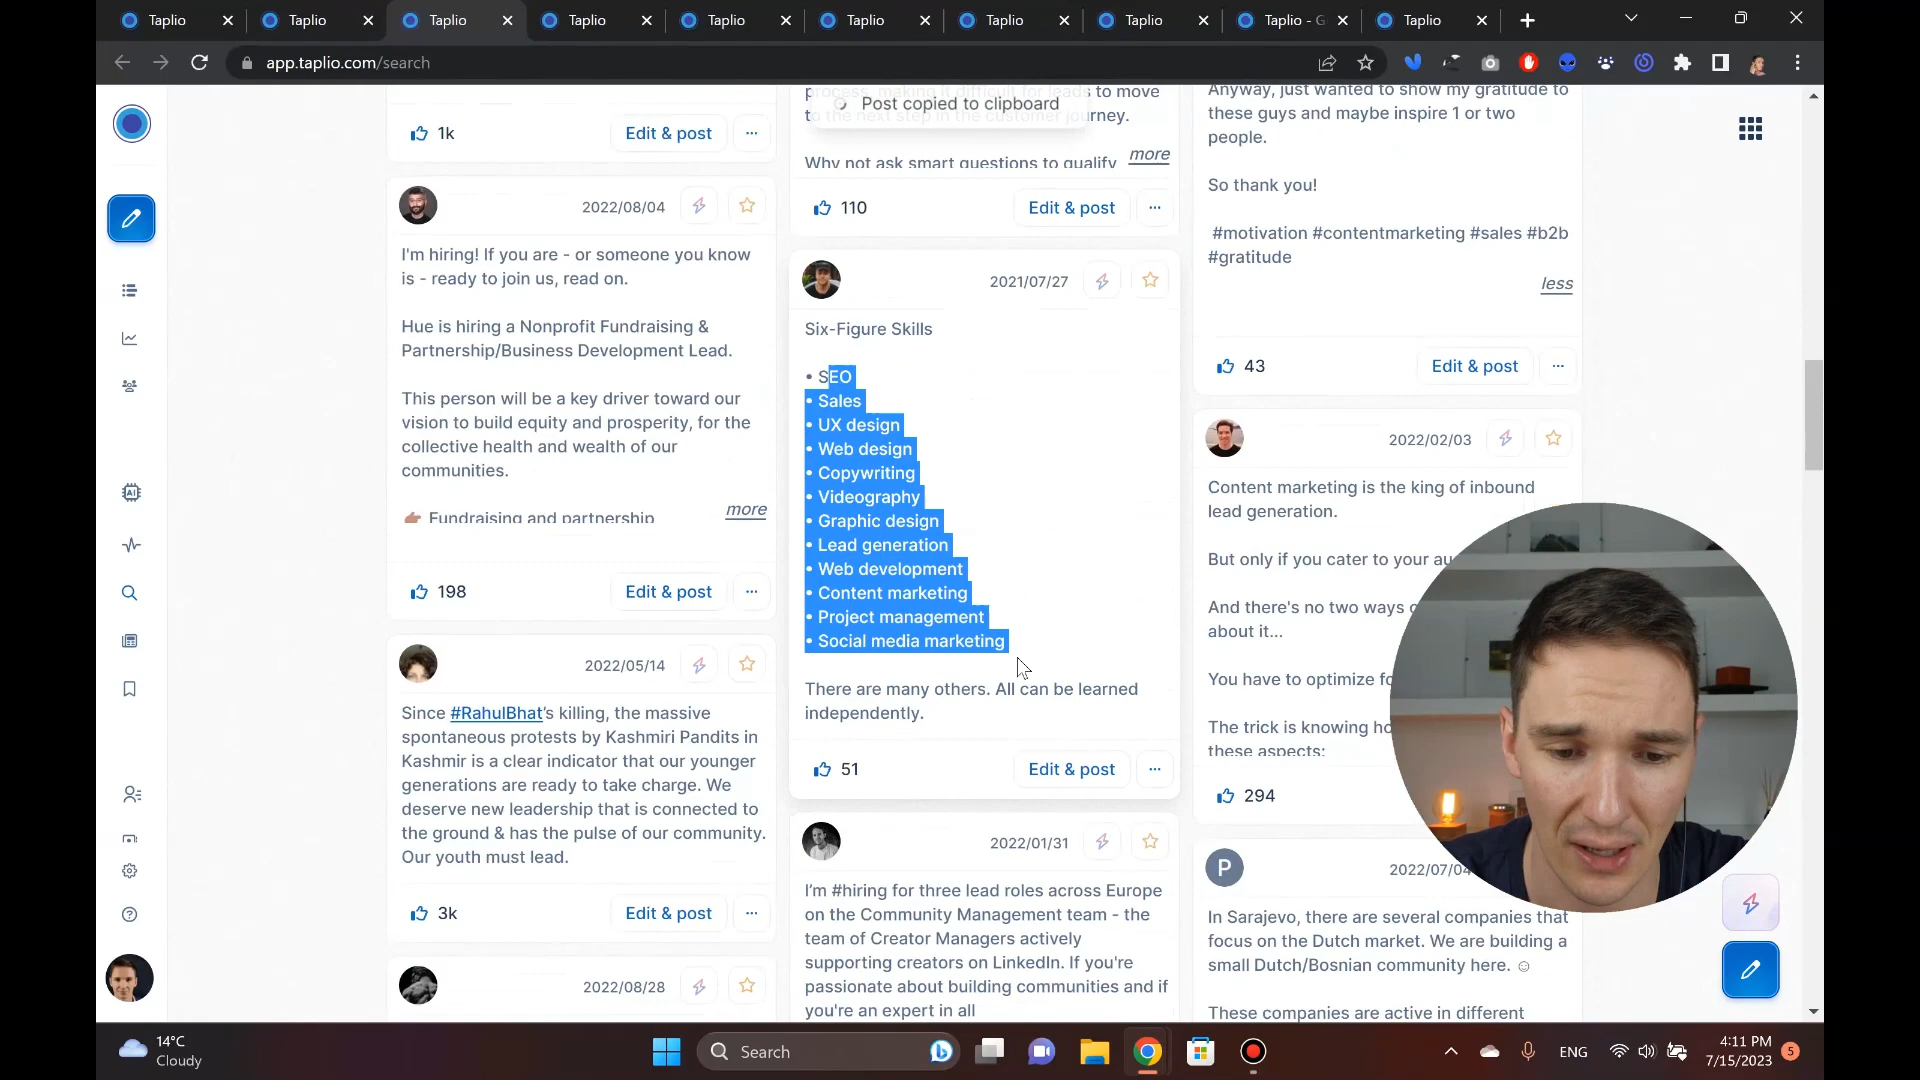 Taplio
Taplio
Taplio
Taplio
Taplio
Taplio
Taplio
Taplio
Taplio - G
Taplio
app.taplio.com/search
Post copied to clipboard
1k
Edit & post
2022/08/04
I'm hiring! If you are - or someone you know
is - ready to join us, read on.
Hue is hiring a Nonprofit Fundraising &
Partnership/Business Development Lead.
This person will be a key driver toward our
vision to build equity and prosperity, for the
collective health and wealth of our
communities.
Fundraising and partnership
more
198
Edit & post
2022/05/14
Since #RahulBhat's killing, the massive
spontaneous protests by Kashmiri Pandits in
Kashmir is a clear indicator that our younger
generations are ready to take charge. We
deserve new leadership that is connected to
the ground & has the pulse of our community.
Our youth must lead.
3k
Edit & post
2022/08/28
process, making it difficult for leads to move
to the next step in the customer journey.
Why not ask smart questions to qualify
more
110
Edit & post
2021/07/27
Six-Figure Skills
• SEO
• Sales
• UX design
• Web design
• Copywriting
• Videography
• Graphic design
• Lead generation
• Web development
• Content marketing
• Project management
• Social media marketing
There are many others. All can be learned
independently.
51
Edit & post
2022/01/31
I'm #hiring for three lead roles across Europe
on the Community Management team - the
team of Creator Managers actively
supporting creators on LinkedIn. If you're
passionate about building communities and if
you're an expert in all
Anyway, just wanted to show my gratitude to
these guys and maybe inspire 1 or two
people.
So thank you!
#motivation #contentmarketing #sales #b2b
#gratitude
less
43
Edit & post
2022/02/03
Content marketing is the king of inbound
lead generation.
But only if you cater to your au
And there's no two ways
about it...
You have to optimize fo
The trick is knowing ho
these aspects:
294
P
2022/07/04
In Sarajevo, there are several companies that
focus on the Dutch market. We are building a
small Dutch/Bosnian community here. ☺
These companies are active in different
AI
14°C
Cloudy
Search
ENG
4:11 PM
7/15/2023
5